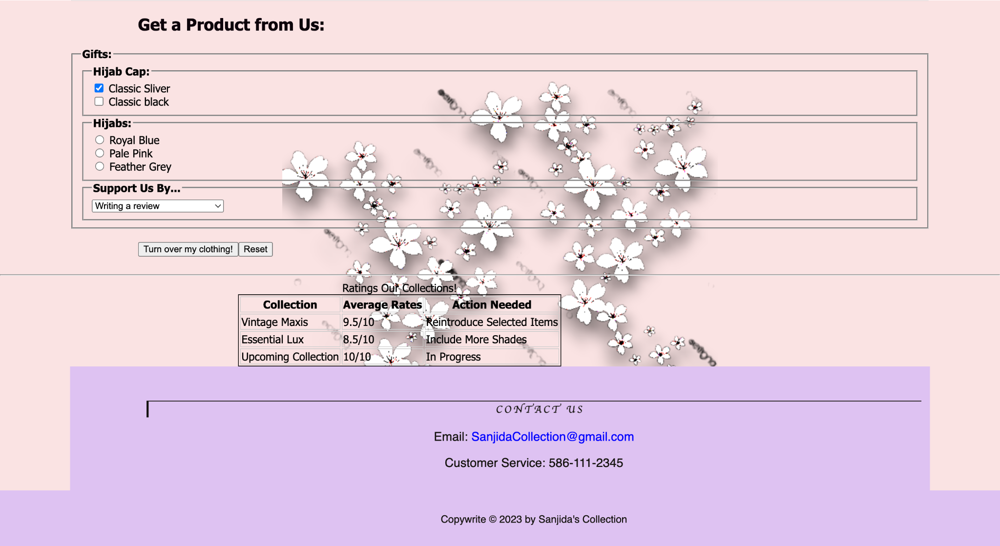 Get a Product from Us:
Gifts:
Hijab Cap:
Classic Sliver
Classic black
Hijabs:
Royal Blue
Pale Pink
Feather Grey
Support Us By...
Writing a review
Turn over my clothing! Reset
Ratings Our Collections!
Collection Average Rates Action Needed
Vintage Maxis 9.5/10 Reintroduce Selected Items
Essential Lux 8.5/10 Include More Shades
Upcoming Collection 10/10 In Progress
CONTACT US
Email: SanjidaCollection@gmail.com
Customer Service: 586-111-2345
Copywrite © 2023 by Sanjida's Collection